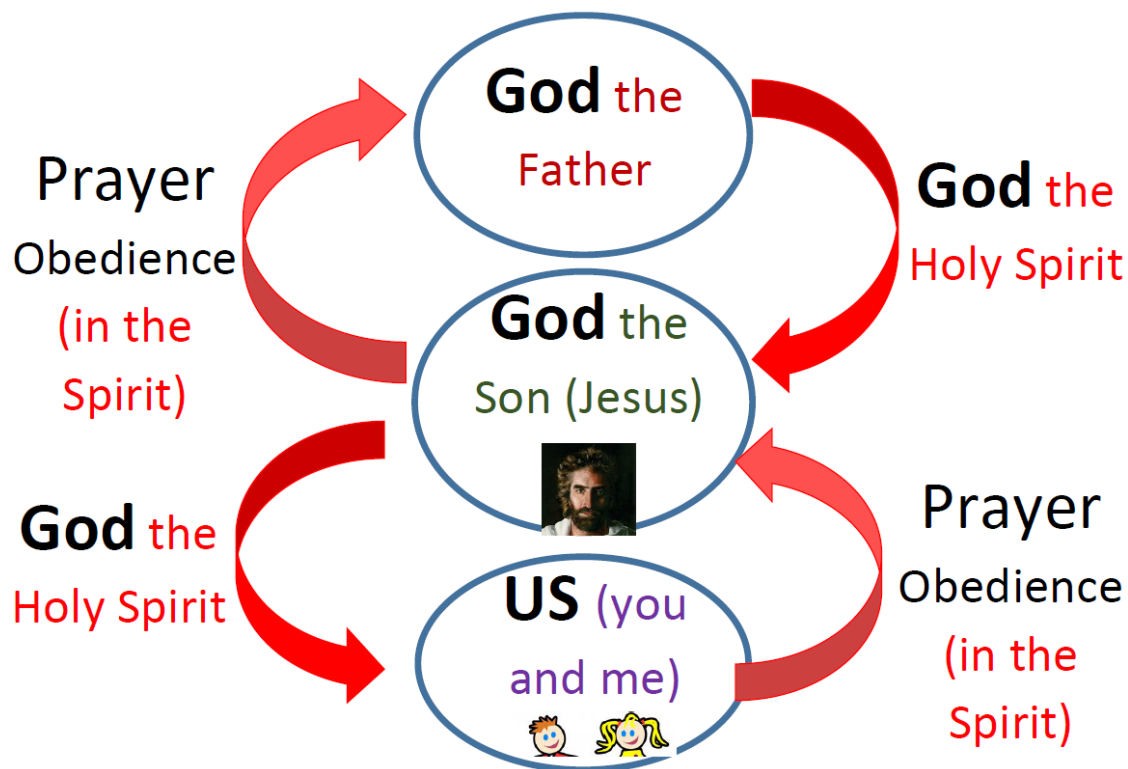 God the
Father
Prayer
Obedience
(in the
Spirit)
God the
Holy Spirit
God the
Son (Jesus)
God the
Holy Spirit
US (you
and me)
Prayer
Obedience
(in the
Spirit)